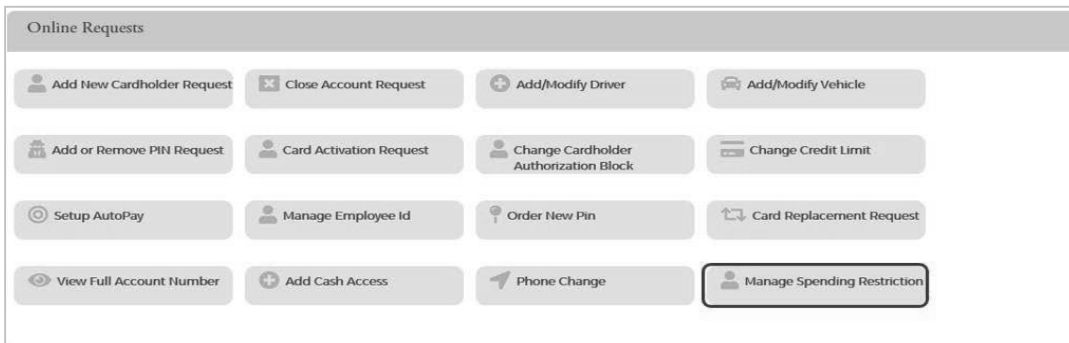 Online Requests
Add New Cardholder Request
Close Account Request
Add/Modify Driver
Add/Modify Vehicle
Add or Remove PIN Request
Card Activation Request
Change Cardholder
Authorization Block
Change Credit Limit
Setup AutoPay
Manage Employee Id
Order New Pin
Card Replacement Request
View Full Account Number
Add Cash Access
Phone Change
Manage Spending Restriction